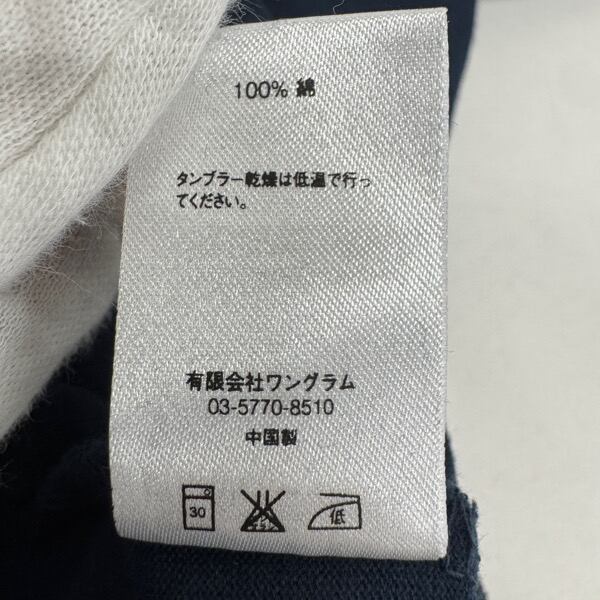 100% 綿
タンブラー乾燥は低温で行っ
てください。
有限会社ワングラム
03-5770-8510
中国製
30
低